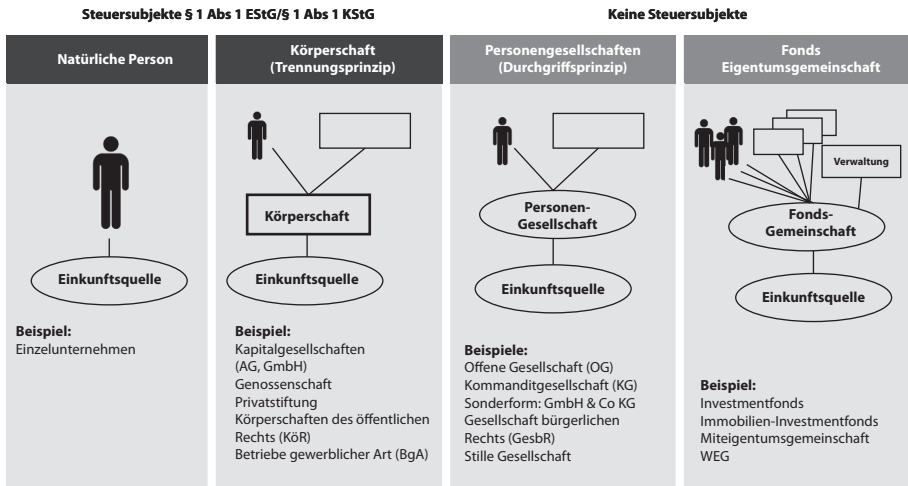 Steuersubjekte § 1 Abs 1 EStG/§ 1 Abs 1 KStG
Keine Steuersubjekte
Natürliche Person
Einkunftsquelle
Beispiel:
Einzelunternehmen
Körperschaft
(Trennungsprinzip)
Körperschaft
Einkunftsquelle
Beispiel:
Kapitalgesellschaften
(AG, GmbH)
Genossenschaft
Privatstiftung
Körperschaften des öffentlichen
Rechts (KöR)
Betriebe gewerblicher Art (BgA)
Personengesellschaften
(Durchgriffsprinzip)
Personen-
Gesellschaft
Einkunftsquelle
Beispiele:
Offene Gesellschaft (OG)
Kommanditgesellschaft (KG)
Sonderform: GmbH & Co KG
Gesellschaft bürgerlichen
Rechts (GesbR)
Stille Gesellschaft
Fonds
Eigentumsgemeinschaft
Verwaltung
Fonds-
Gemeinschaft
Einkunftsquelle
Beispiel:
Investmentfonds
Immobilien-Investmentfonds
Miteigentumsgemeinschaft
WEG